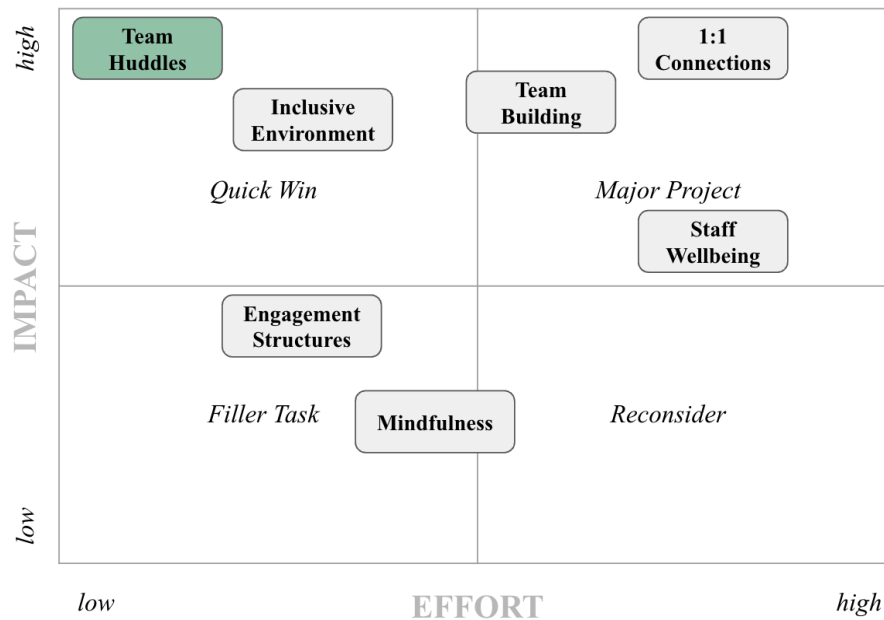 high
Team
Huddles
1:1
Connections
Team
Building
Inclusive
Environment
Quick Win
Major Project
Staff
Wellbeing
IMPACT
Engagement
Structures
Filler Task
Mindfulness
Reconsider
low
low
EFFORT
high